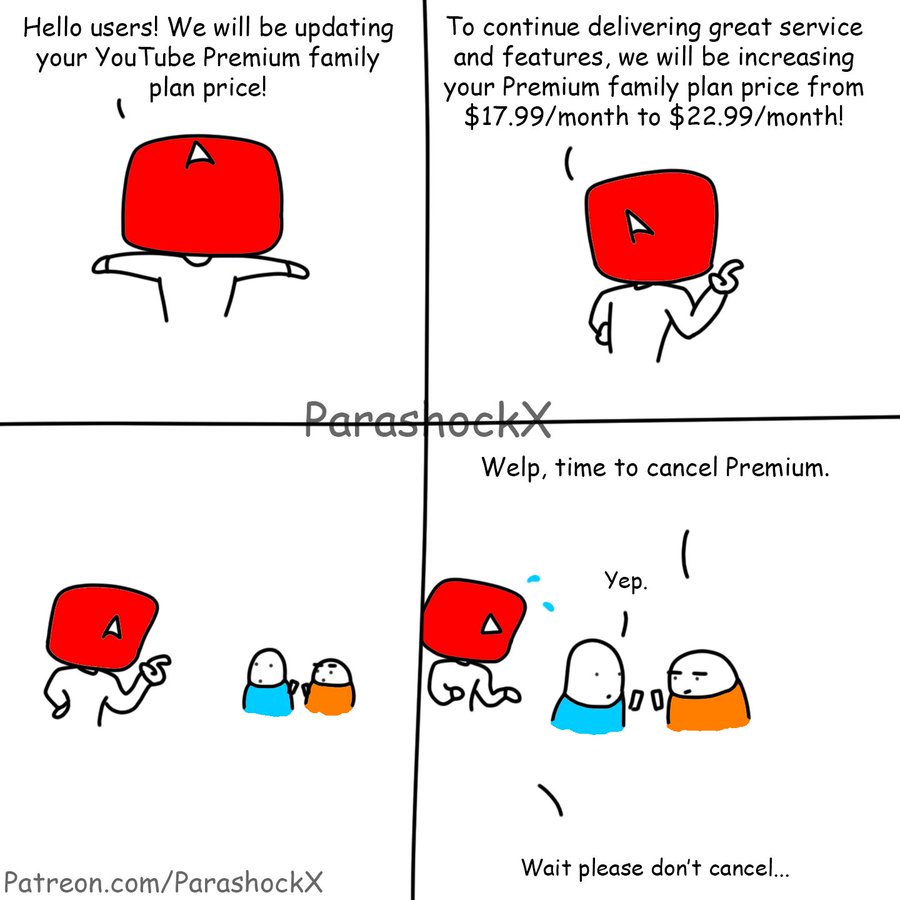 Hello users! We will be updating
your YouTube Premium family
plan price!
To continue delivering great service
and features, we will be increasing
your Premium family plan price from
$17.99/month to $22.99/month!
ParashockX
Welp, time to cancel Premium.
Yep.
Wait please don't cancel...
Patreon.com/ParashockX